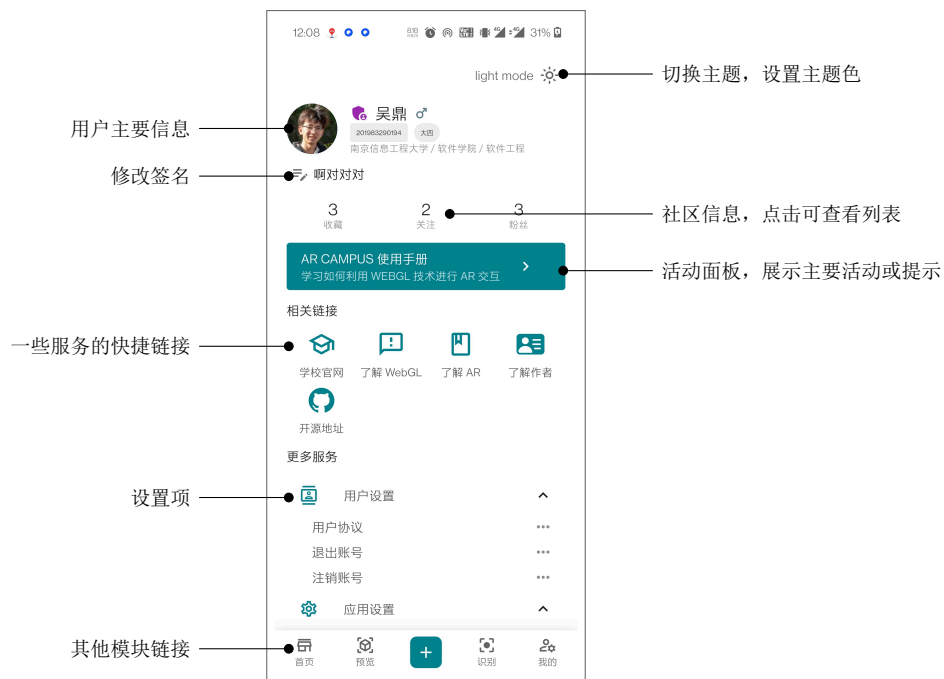 12:08
31%
light mode
切换主题，设置主题色
用户主要信息
吴鼎
201983290194 大四
南京信息工程大学 / 软件学院 / 软件工程
修改签名
啊对对对
3 2 3
收藏 关注 粉丝
社区信息，点击可查看列表
AR CAMPUS 使用手册
学习如何利用 WEBGL 技术进行 AR 交互
活动面板，展示主要活动或提示
相关链接
一些服务的快捷链接
学校官网 了解 WebGL 了解 AR 了解作者
开源地址
更多服务
设置项
用户设置
用户协议
退出账号
注销账号
应用设置
其他模块链接
首页 预览 识别 我的